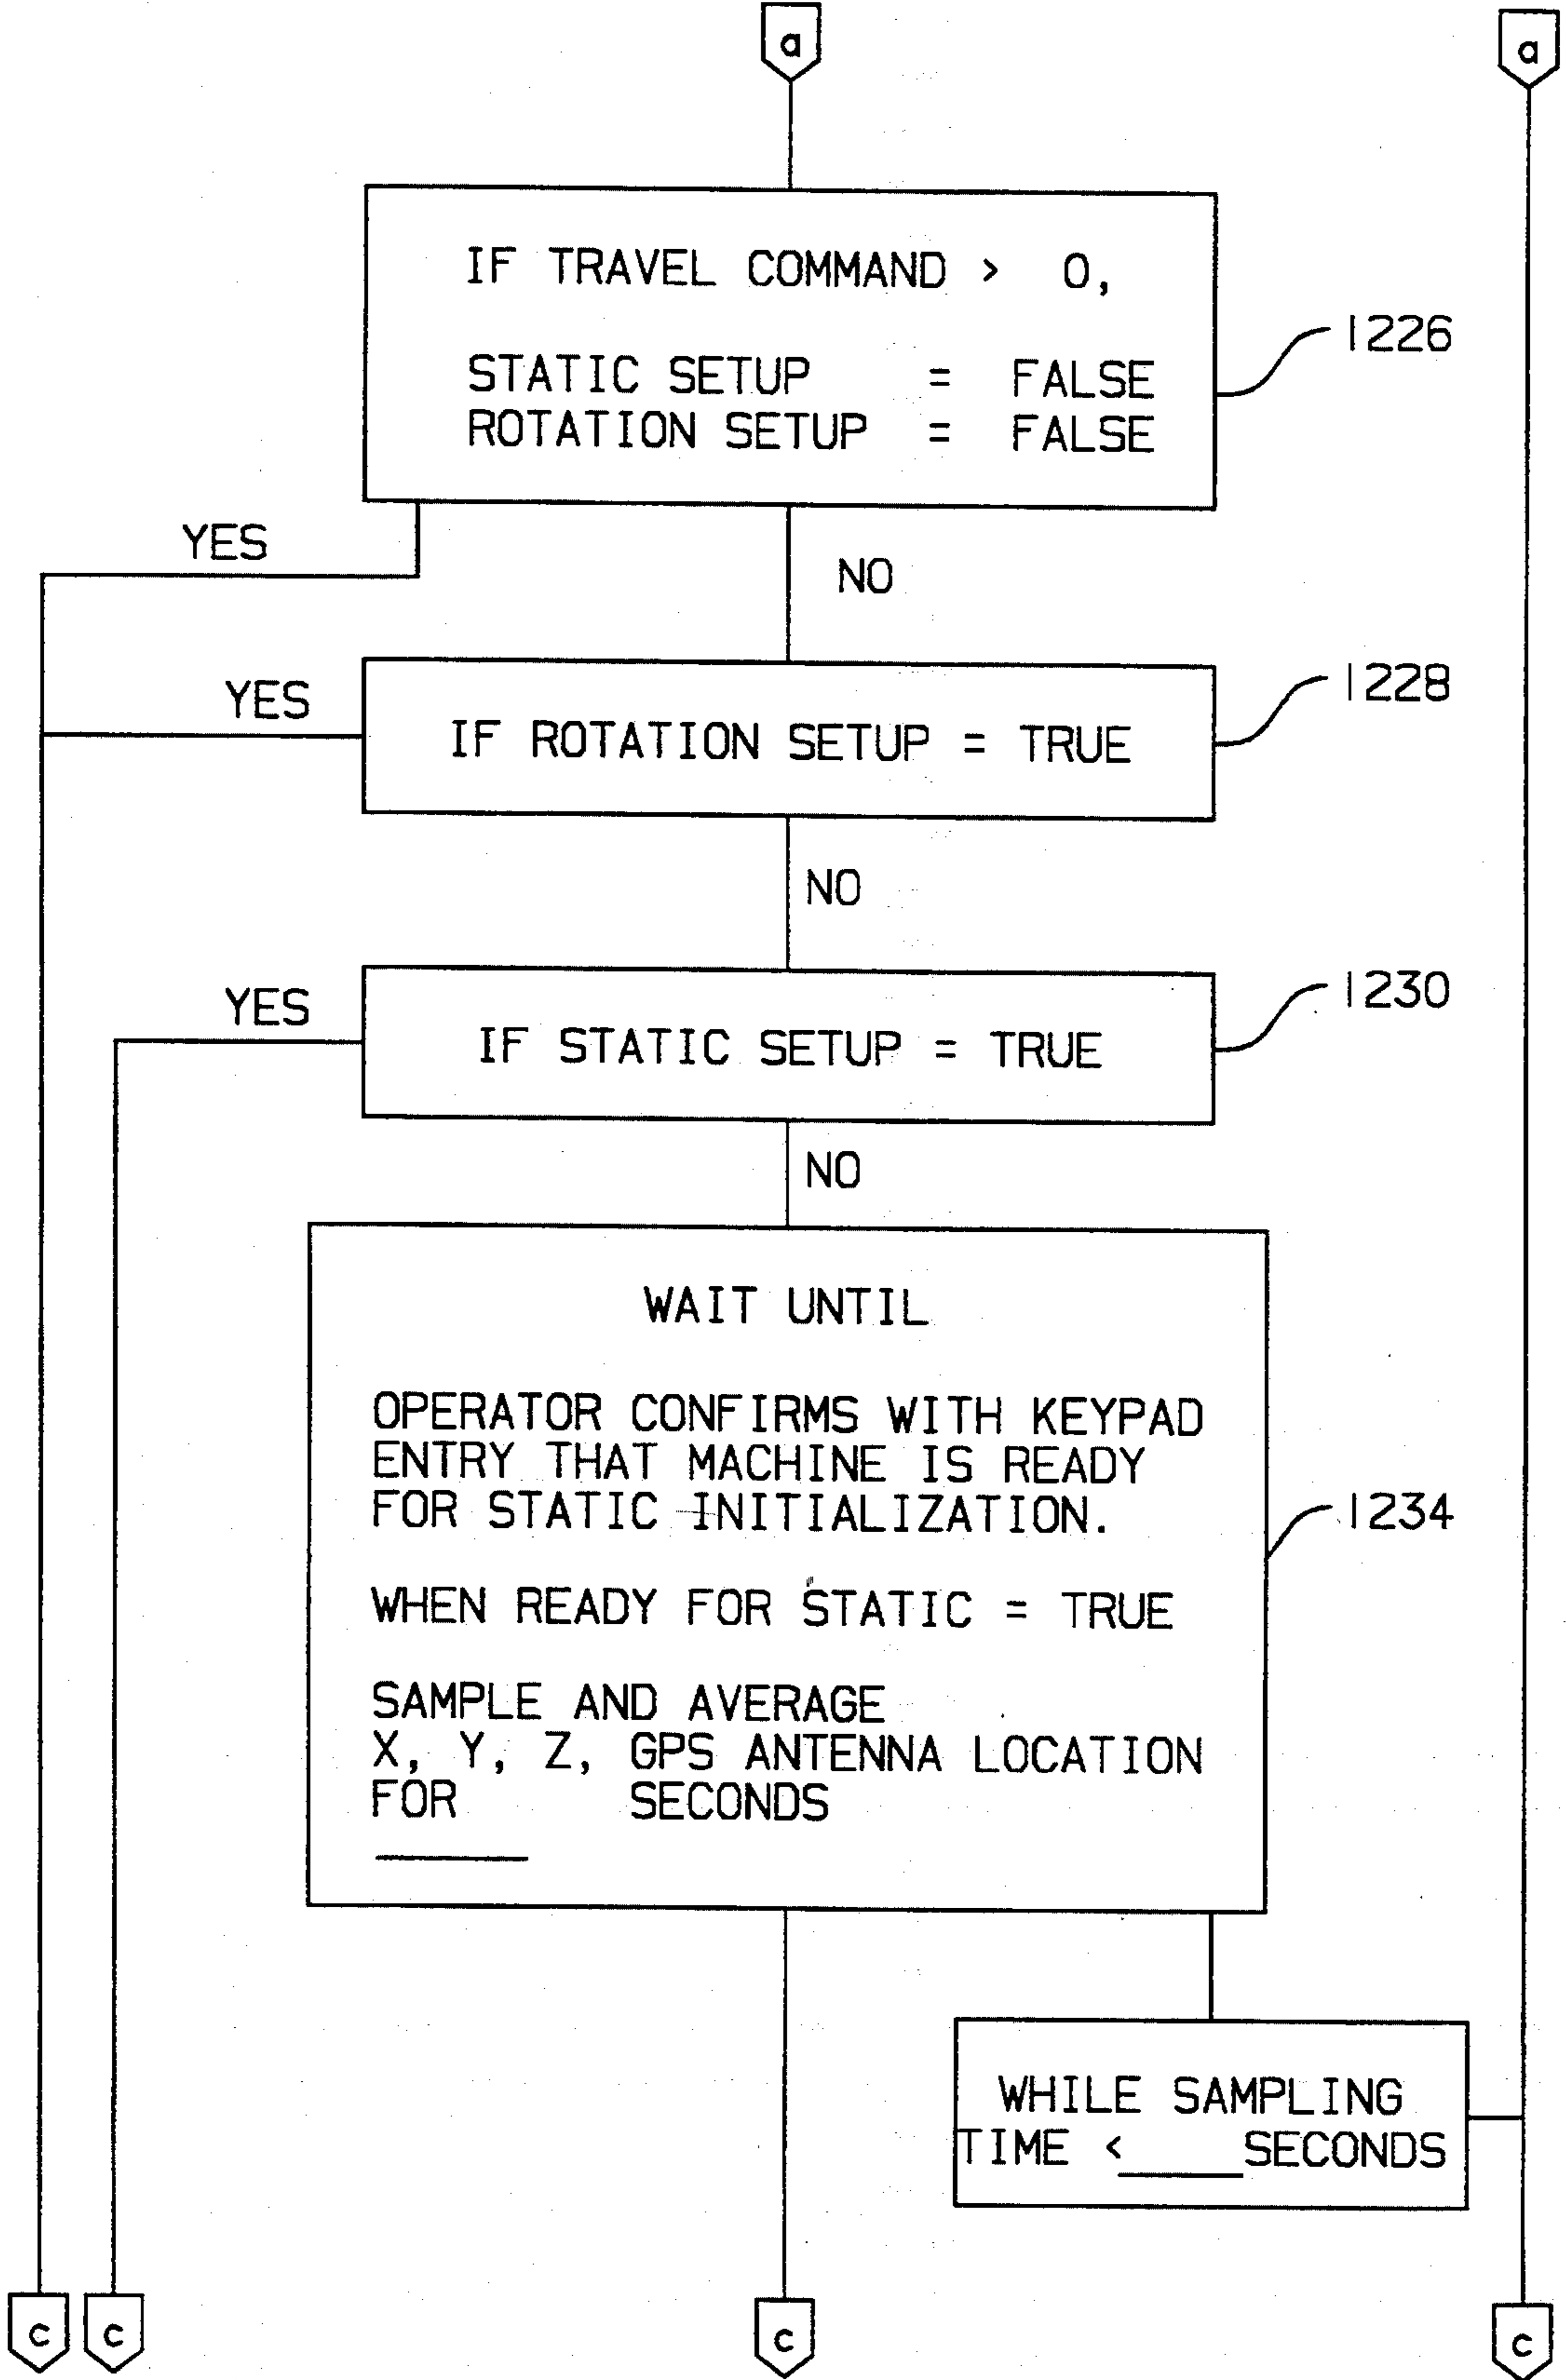 a
a
IF TRAVEL COMMAND > 0,
STATIC SETUP = FALSE
ROTATION SETUP = FALSE
1226
YES
NO
YES
IF ROTATION SETUP = TRUE
1228
NO
YES
IF STATIC SETUP = TRUE
1230
NO
WAIT UNTIL
OPERATOR CONFIRMS WITH KEYPAD
ENTRY THAT MACHINE IS READY
FOR STATIC INITIALIZATION.
1234
WHEN READY FOR STATIC = TRUE
SAMPLE AND AVERAGE
X, Y, Z, GPS ANTENNA LOCATION
FOR SECONDS
WHILE SAMPLING
TIME <_____SECONDS
c
c
c
c